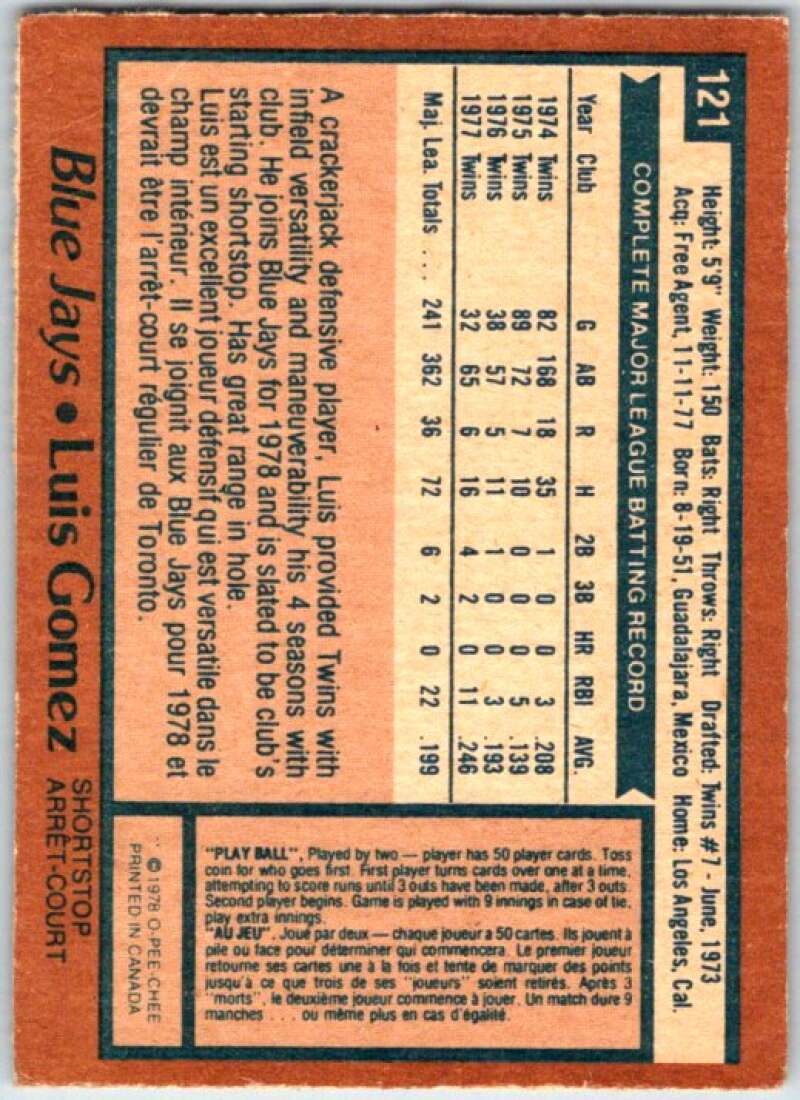 121
Height: 5'9" Weight: 150 Bats: Right Throws: Right Drafted: Twins #7 - June, 1973
Acq: Free Agent, 11-11-77 Born: 8-19-51, Guadalajara, Mexico Home: Los Angeles, Cal.
COMPLETE MAJOR LEAGUE BATTING RECORD
Year Club G AB R H 2B 3B HR RBI AVG.
1974 Twins 82 168 18 35 1 0 0 3 .208
1975 Twins 89 72 7 10 0 0 0 5 .139
1976 Twins 38 57 5 11 1 0 0 3 .193
1977 Twins 32 65 6 16 4 2 0 11 .246
Maj. Lea. Totals .... 241 362 36 72 6 2 0 22 .199
A crackerjack defensive player, Luis provided Twins with
infield versatility and maneuverability his 4 seasons with
club. He joins Blue Jays for 1978 and is slated to be club's
starting shortstop. Has great range in hole.
Luis est un excellent joueur défensif qui est versatile dans le
champ intérieur. Il se joignit aux Blue Jays pour 1978 et
devrait être l'arrêt-court régulier de Toronto.
"PLAY BALL", Played by two — player has 50 player cards. Toss
coin for who goes first. First player turns cards over one at a time,
attempting to score runs until 3 outs have been made, after 3 outs.
Second player begins. Game is played with 9 innings in case of tie,
play extra innings.
"AU JEU", Joué par deux — chaque joueur a 50 cartes. Ils jouent à
pile ou face pour déterminer qui commencera. Le premier joueur
retourne ses cartes une à la fois et tente de marquer des points
jusqu'à ce que trois de ses "joueurs" soient retirés. Après 3
"morts", le deuxième joueur commence à jouer. Un match dure 9
manches . . . ou même plus en cas d'égalité.
© 1978 O-PEE-CHEE
PRINTED IN CANADA
Blue Jays • Luis Gomez
SHORTSTOP
ARRÊT-COURT